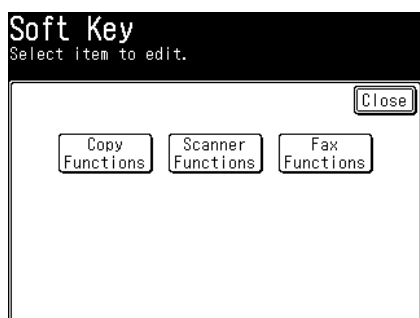 Soft Key
Select item to edit.
Close
Copy
Functions
Scanner
Functions
Fax
Functions